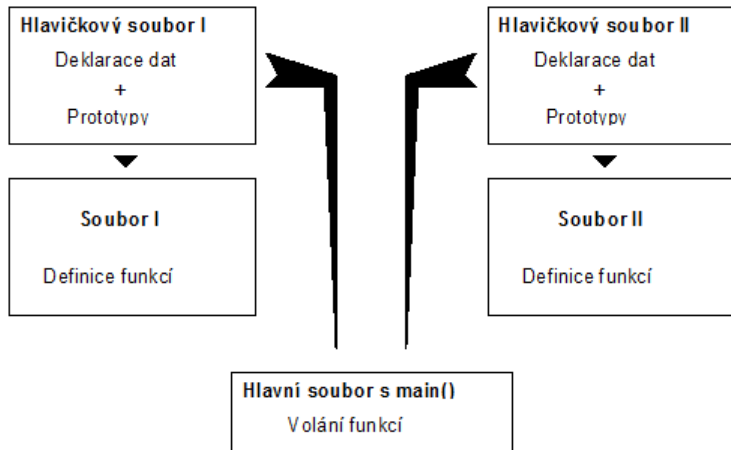 Hlavičkový soubor I
Deklarace dat
+
Prototypy
Soubor I
Definice funkcí
Hlavičkový soubor II
Deklarace dat
+
Prototypy
Soubor II
Definice funkcí
Hlavní soubor s main()
Volání funkcí